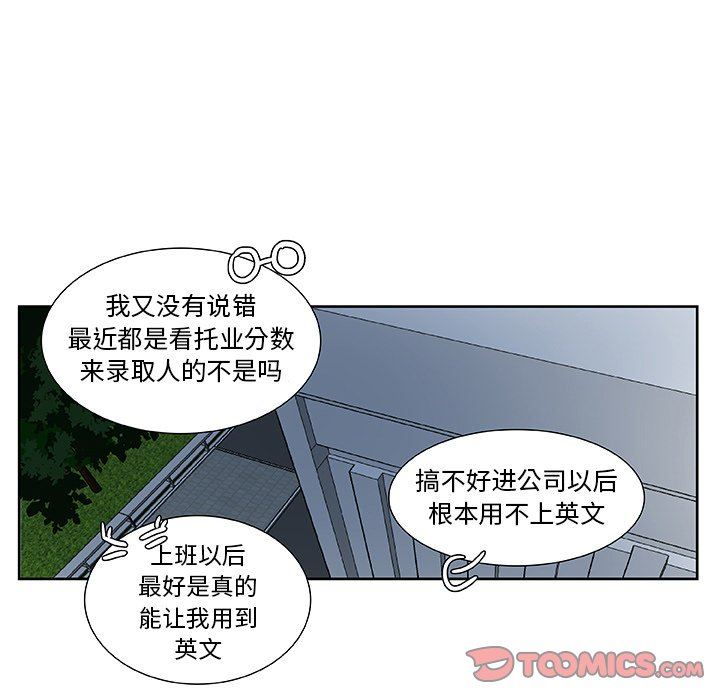 我又没有说错
最近都是看托业分数
来录取人的不是吗
搞不好进公司以后
根本用不上英文
上班以后
最好是真的
能让我用到
英文
TOOMICS.COM